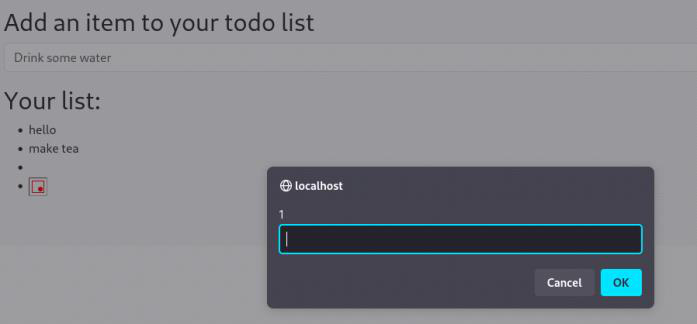 Add an item to your todo list
Drink some water
Your list:
hello
make tea
localhost
1
Cancel
OK